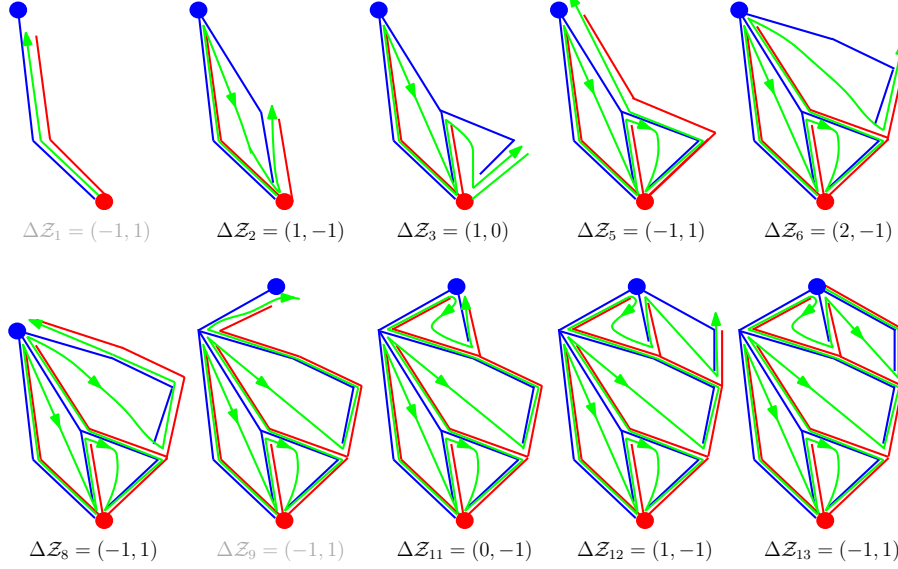 ΔZ₁ = (-1, 1)
ΔZ₂ = (1, -1)
ΔZ₃ = (1, 0)
ΔZ₅ = (-1, 1)
ΔZ₆ = (2, -1)
ΔZ₈ = (-1, 1)
ΔZ₉ = (-1, 1)
ΔZ₁₁ = (0, -1)
ΔZ₁₂ = (1, -1)
ΔZ₁₃ = (-1, 1)